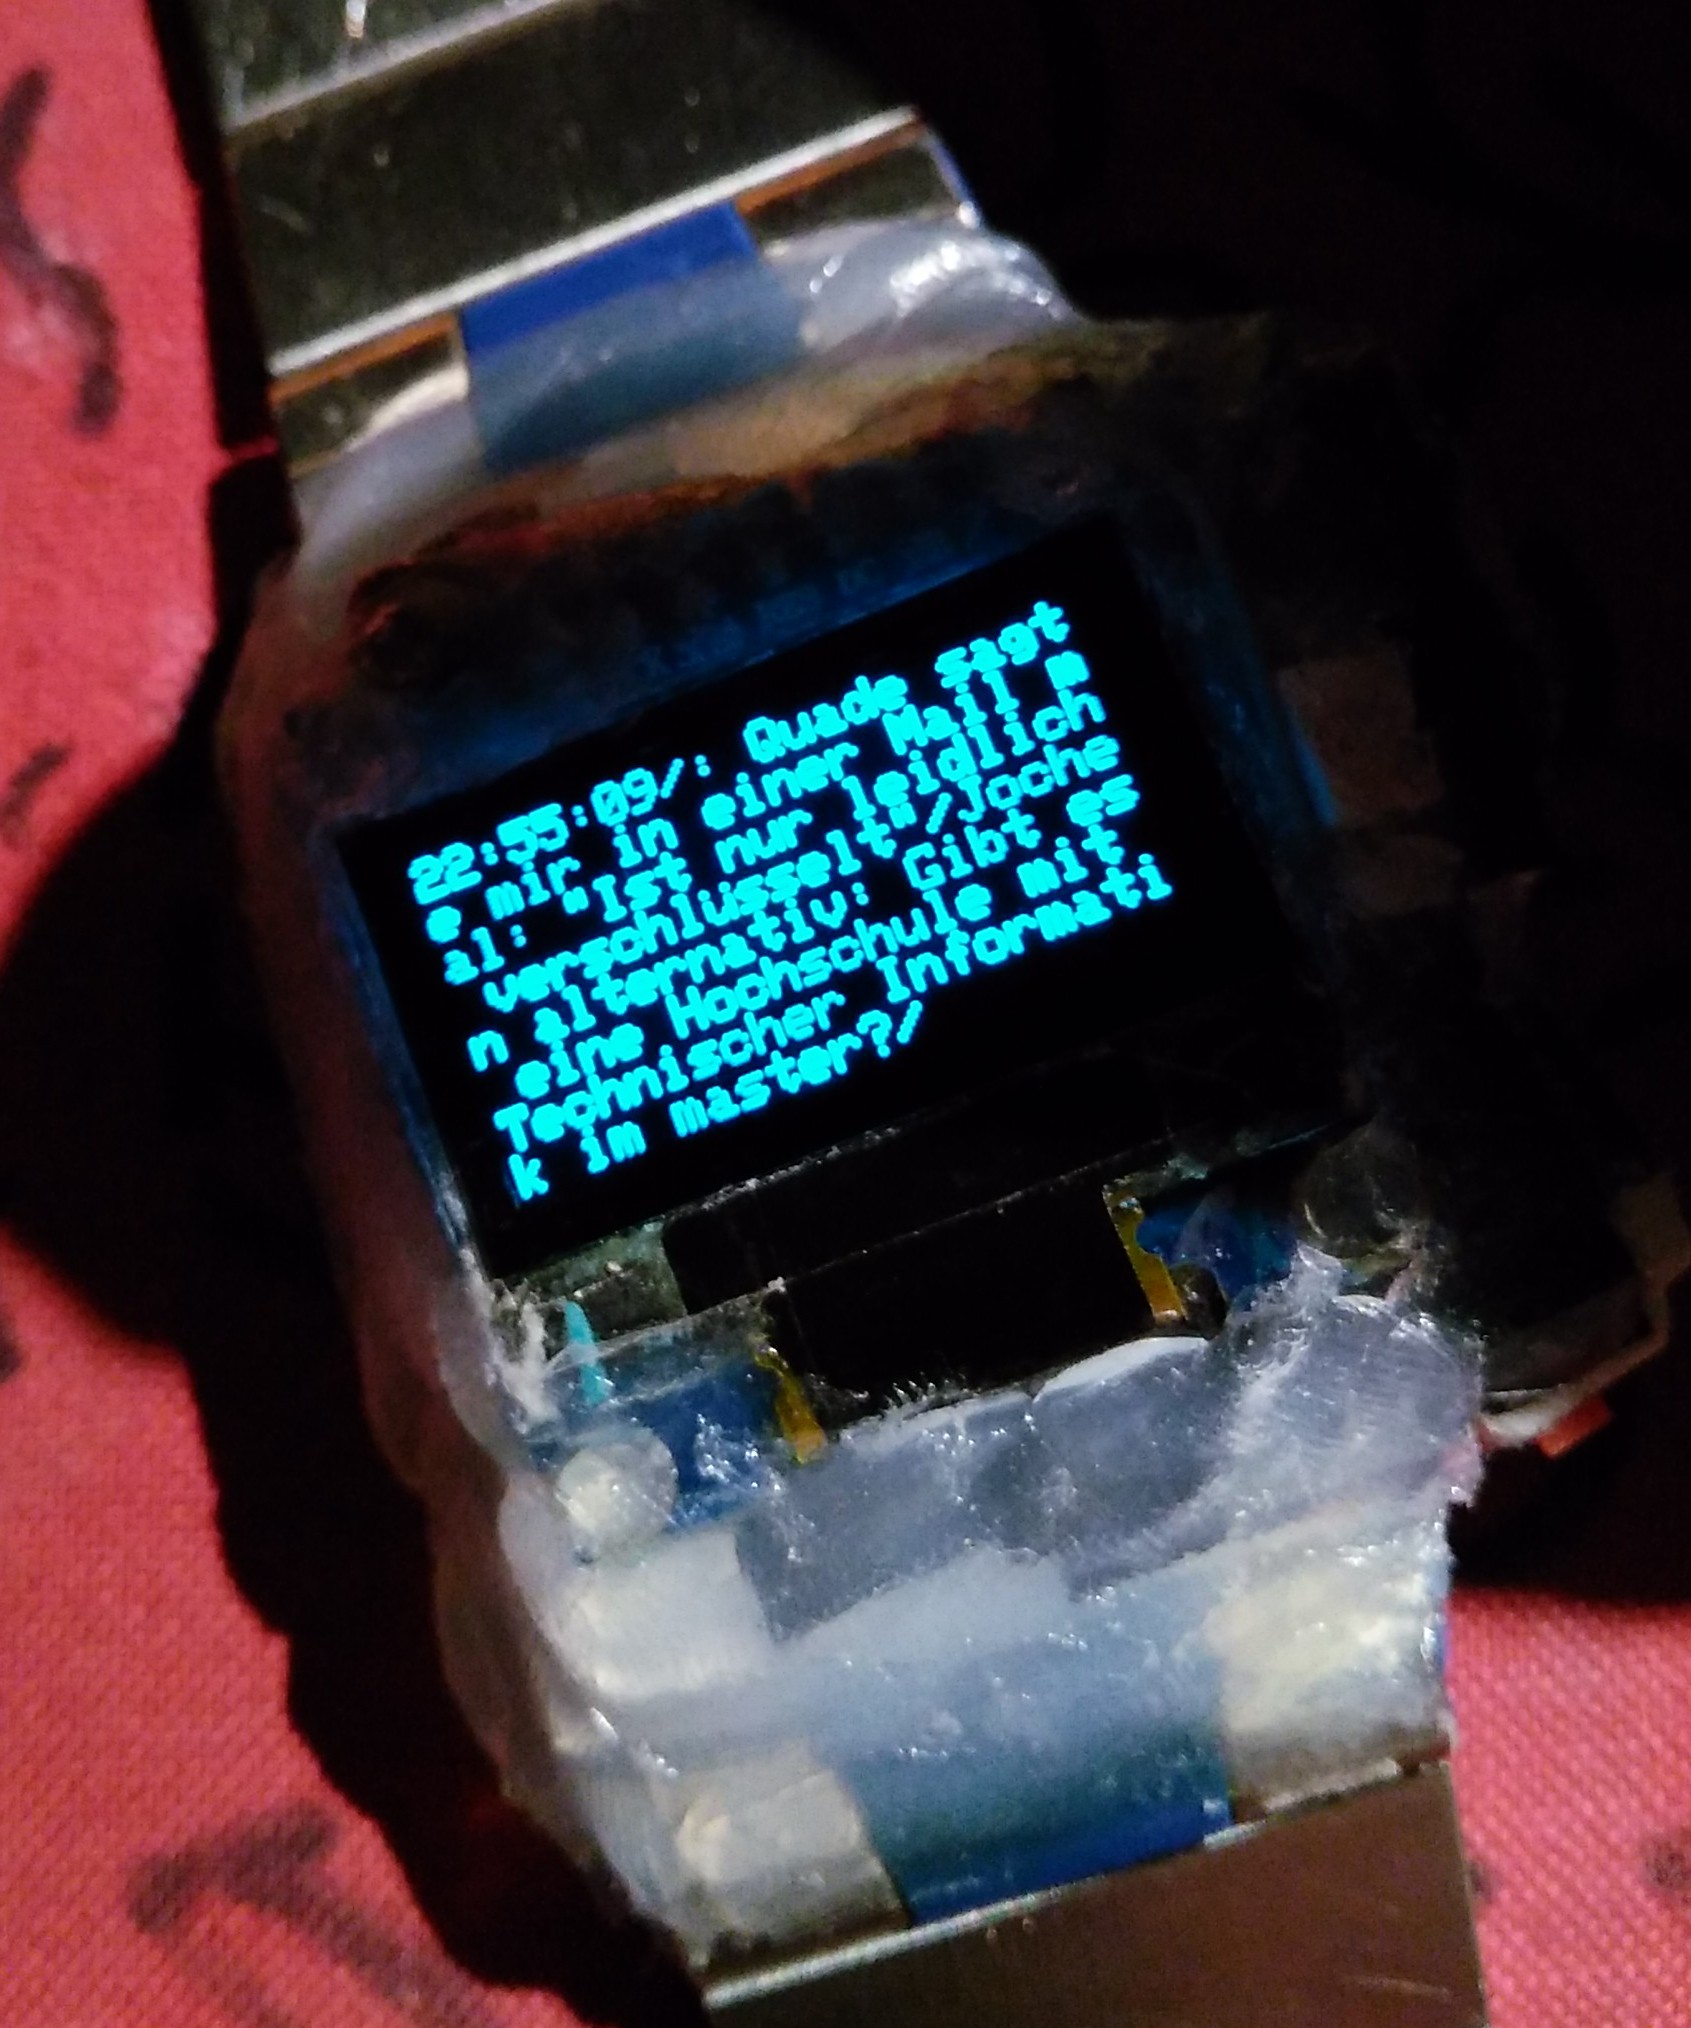 22:55:09/: Quade sagt
e mir in einer Mail m
al: "Ist nur leidlich
 verschlüsselt"/Joche
n alternativ: Gibt es
 eine Hochschule mit
Technischer Informati
k im master?/